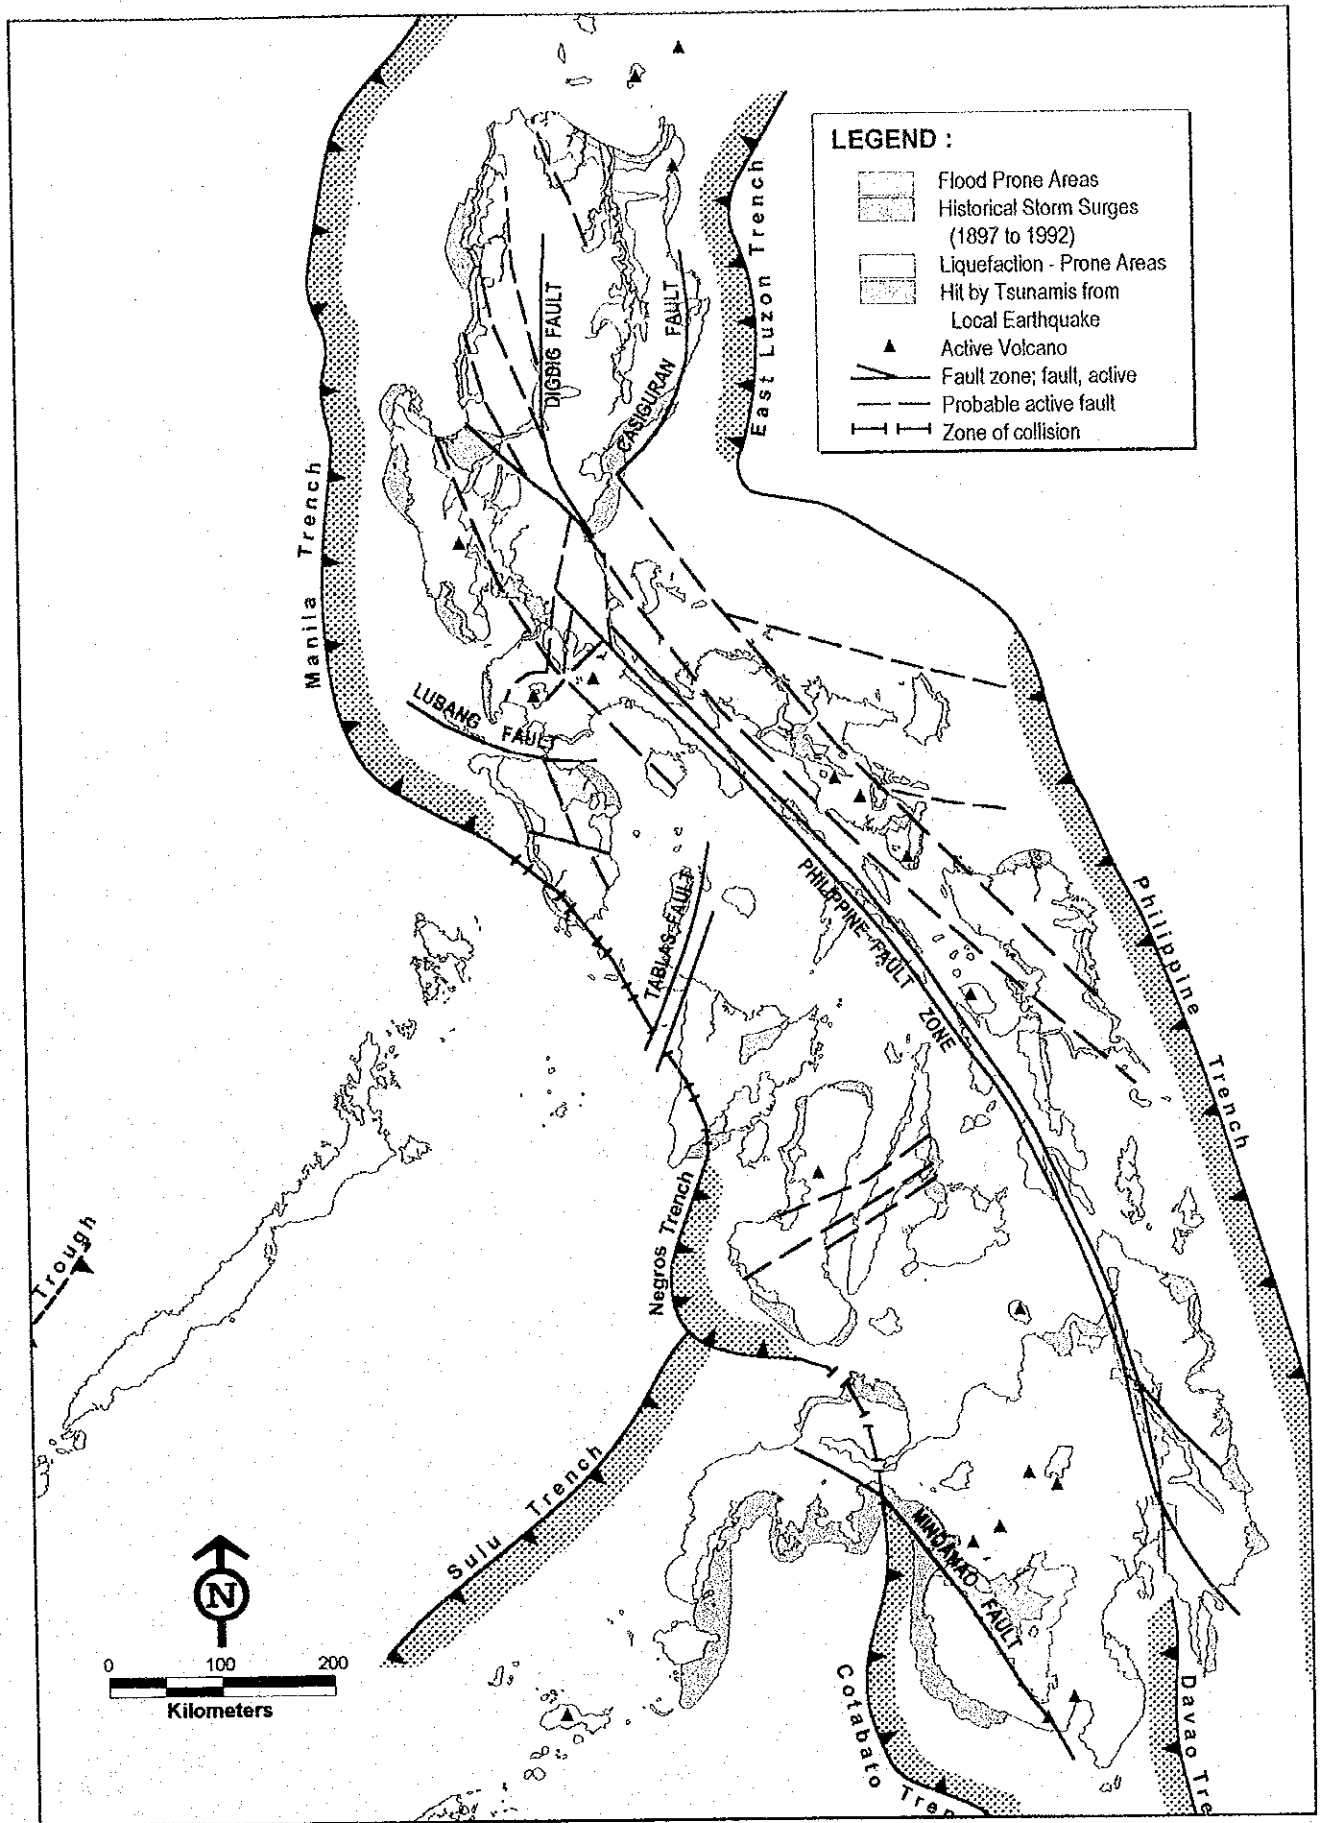 LEGEND :
Flood Prone Areas
Historical Storm Surges
(1897 to 1992)
Liquefaction - Prone Areas
Hit by Tsunamis from
Local Earthquake
Active Volcano
Fault zone; fault, active
Probable active fault
Zone of collision
East Luzon Trench
DIGDIG FAULT
CASIGURAN FAULT
Manila Trench
LUBANG FAULT
TABLAS FAULT
PHILIPPINE FAULT ZONE
Philippine Trench
Negros Trench
Trough
Sulu Trench
MINDANAO FAULT
Cotabato Tren
Davao Tre
N
0 100 200
Kilometers